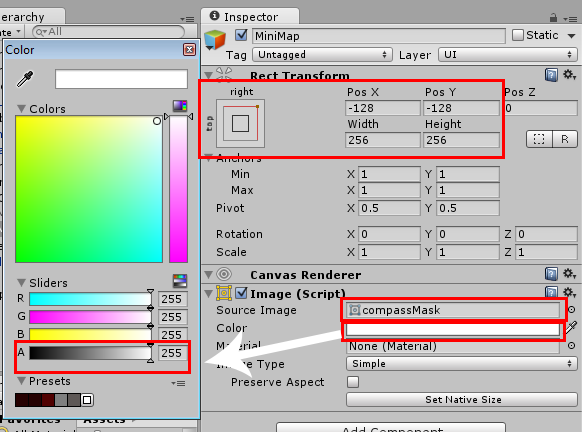 erarchy
Inspector
ate
All
MiniMap
Static
Tag Untagged Layer UI
Color
Colors
Sliders
R 255
G 255
B 255
A 255
Presets
Favorites Assets
All Materials
Rect Transform
right
top
Pos X Pos Y Pos Z
-128 -128 0
Width Height
256 256
R
Anchors
Min X 1 Y 1
Max X 1 Y 1
Pivot X 0.5 Y 0.5
Rotation X 0 Y 0 Z 0
Scale X 1 Y 1 Z 1
Canvas Renderer
Image (Script)
Source Image compassMask
Color
Material None (Material)
Image Type Simple
Preserve Aspect
Set Native Size
Add Component